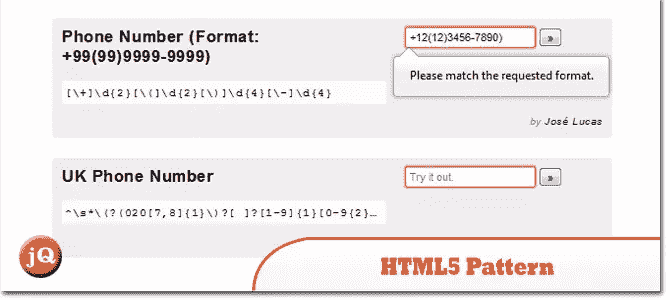 Phone Number (Format:
+99(99)9999-9999)
+12(12)3456-7890)
»
Please match the requested format.
[\+]\d{2}[\(]\d{2}[\)]\d{4}[\-]\d{4}
by José Lucas
UK Phone Number
Try it out.
»
^\s*\(?(020[7,8]{1}\)?[ ]?[1-9]{1}[0-9{2}…
jQ
HTML5 Pattern